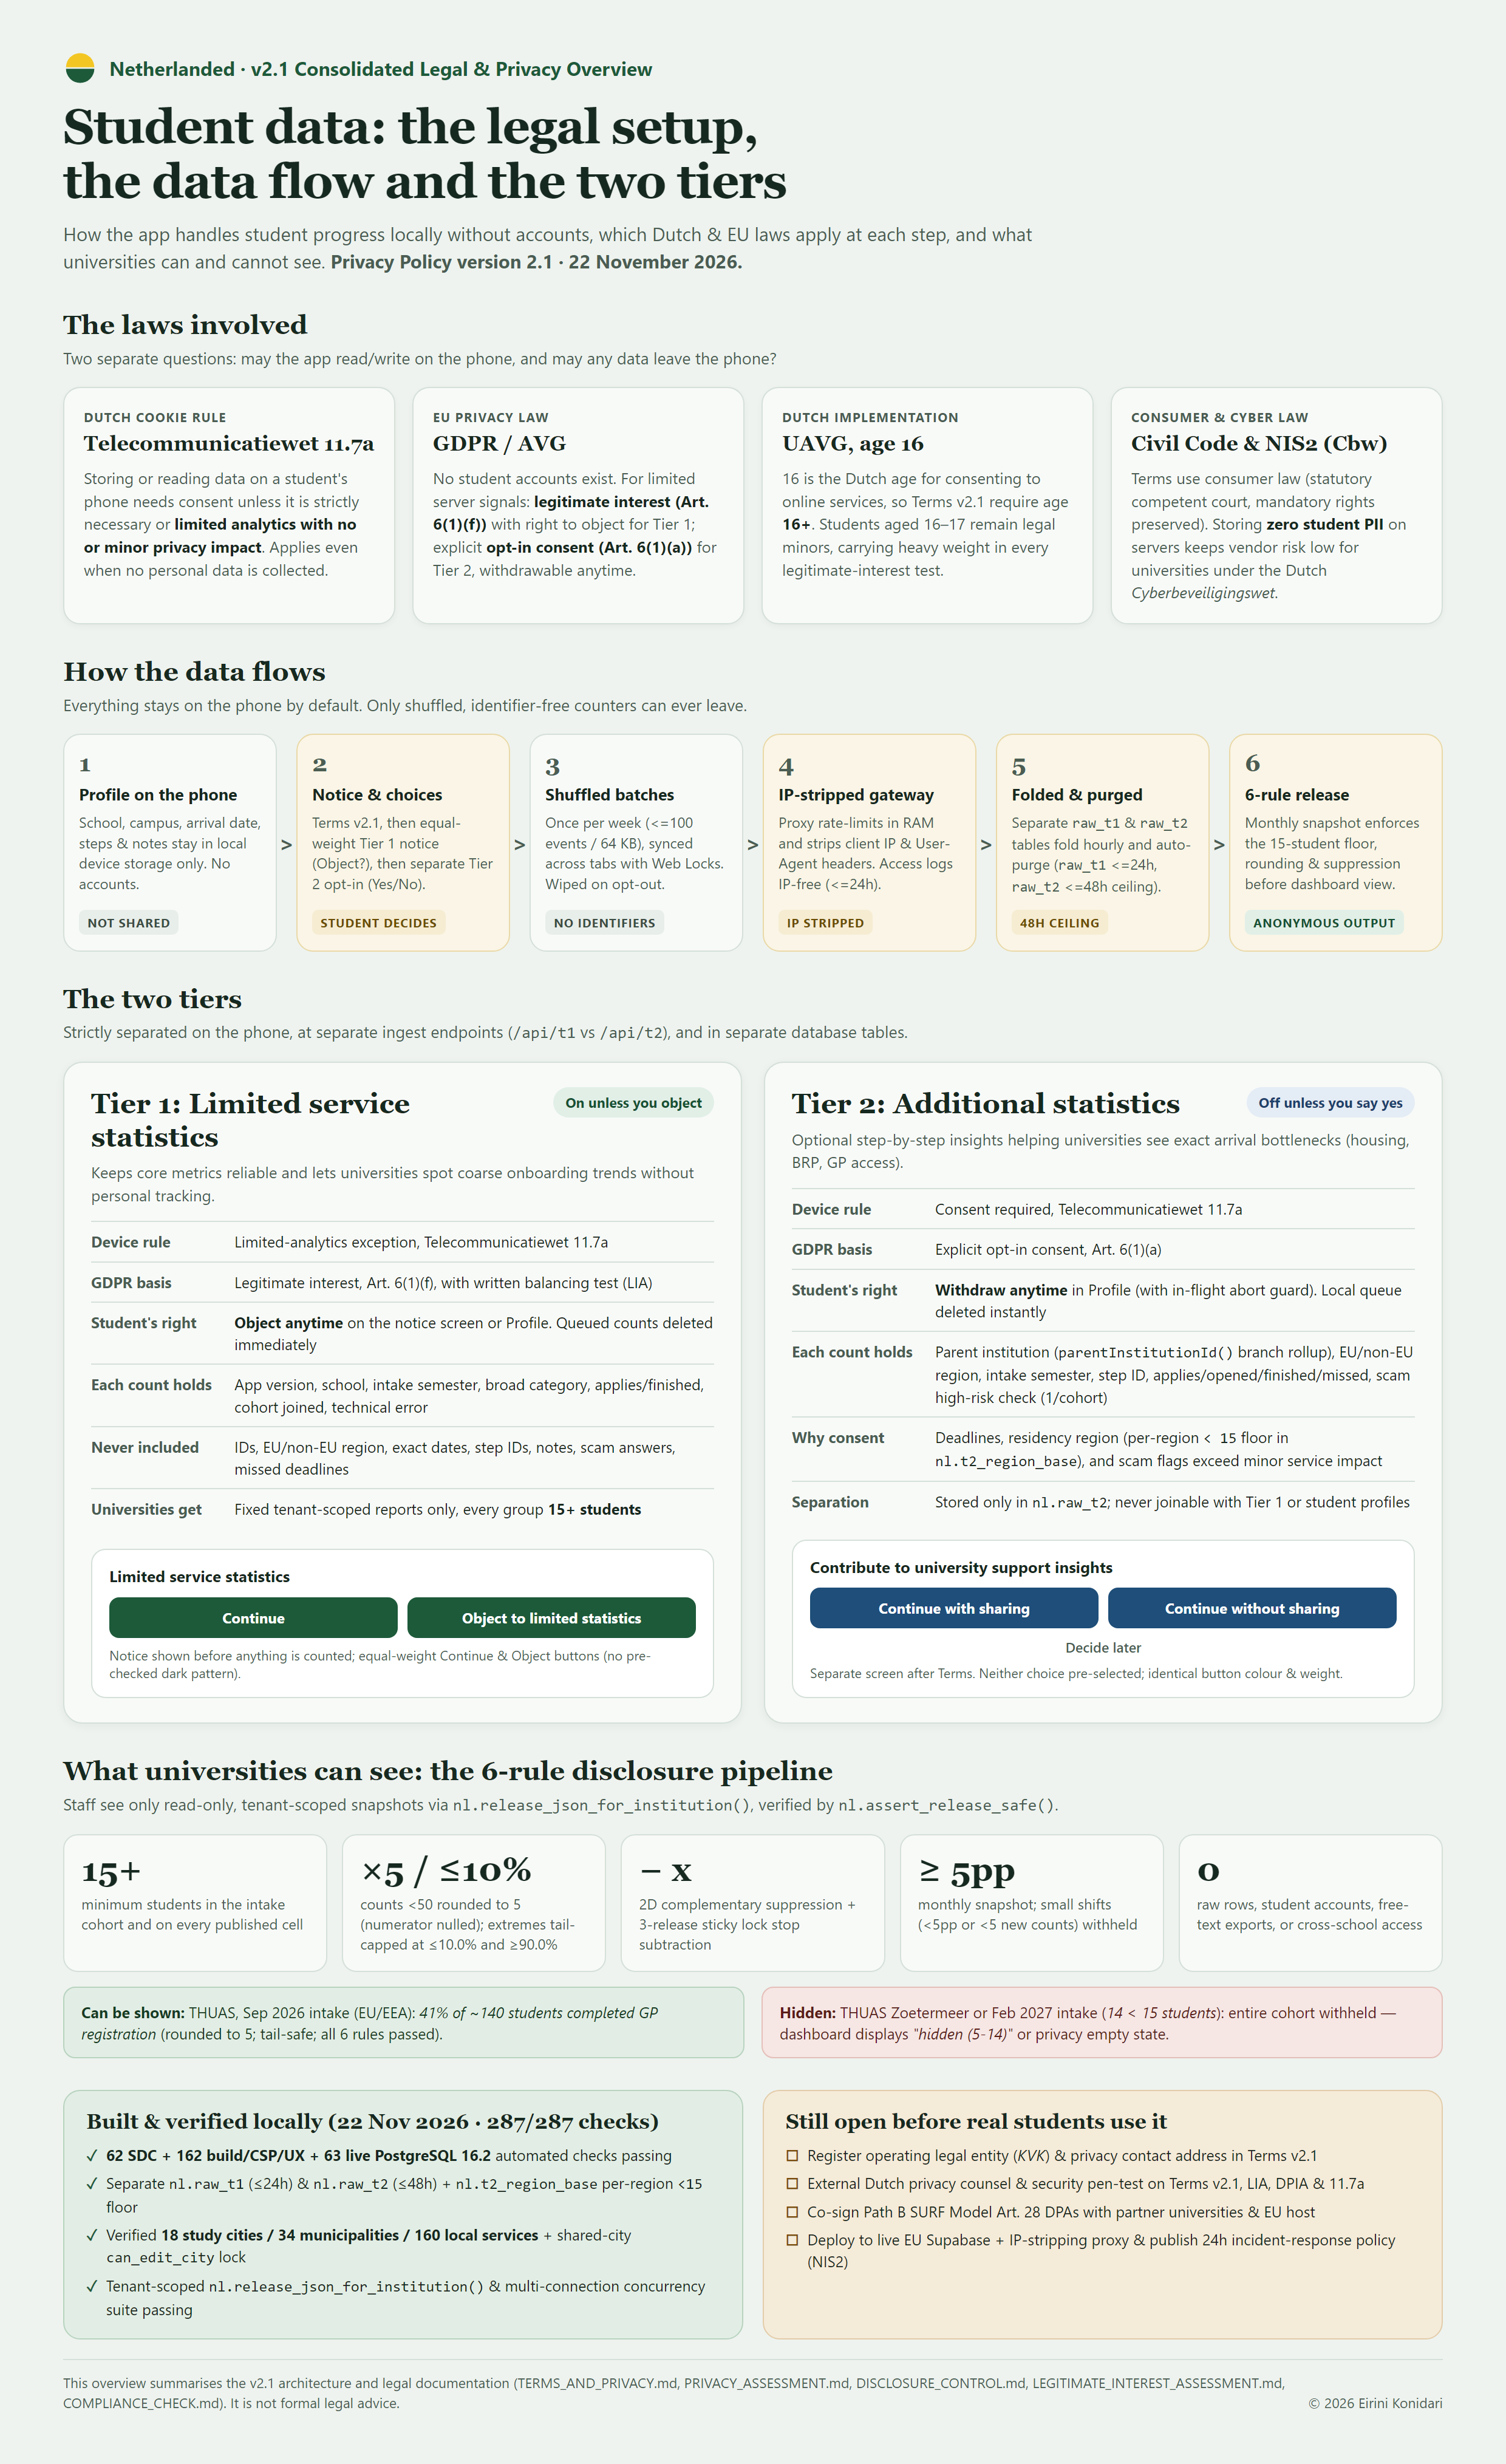 Netherlanded · v2.1 Consolidated Legal & Privacy Overview
Student data: the legal setup,
the data flow and the two tiers
How the app handles student progress locally without accounts, which Dutch & EU laws apply at each step, and what
universities can and cannot see. Privacy Policy version 2.1 · 22 November 2026.
The laws involved
Two separate questions: may the app read/write on the phone, and may any data leave the phone?
DUTCH COOKIE RULE
Telecommunicatiewet 11.7a
Storing or reading data on a student's
phone needs consent unless it is strictly
necessary or limited analytics with no
or minor privacy impact. Applies even
when no personal data is collected.
EU PRIVACY LAW
GDPR / AVG
No student accounts exist. For limited
server signals: legitimate interest (Art.
6(1)(f)) with right to object for Tier 1;
explicit opt-in consent (Art. 6(1)(a)) for
Tier 2, withdrawable anytime.
DUTCH IMPLEMENTATION
UAVG, age 16
16 is the Dutch age for consenting to
online services, so Terms v2.1 require age
16+. Students aged 16–17 remain legal
minors, carrying heavy weight in every
legitimate-interest test.
CONSUMER & CYBER LAW
Civil Code & NIS2 (Cbw)
Terms use consumer law (statutory
competent court, mandatory rights
preserved). Storing zero student PII on
servers keeps vendor risk low for
universities under the Dutch
Cyberbeveiligingswet.
How the data flows
Everything stays on the phone by default. Only shuffled, identifier-free counters can ever leave.
1
Profile on the phone
School, campus, arrival date,
steps & notes stay in local
device storage only. No
accounts.
NOT SHARED
>
2
Notice & choices
Terms v2.1, then equal-
weight Tier 1 notice
(Object?), then separate Tier
2 opt-in (Yes/No).
STUDENT DECIDES
>
3
Shuffled batches
Once per week (<=100
events / 64 KB), synced
across tabs with Web Locks.
Wiped on opt-out.
NO IDENTIFIERS
>
4
IP-stripped gateway
Proxy rate-limits in RAM
and strips client IP & User-
Agent headers. Access logs
IP-free (<=24h).
IP STRIPPED
>
5
Folded & purged
Separate raw_t1 & raw_t2
tables fold hourly and auto-
purge (raw_t1 <=24h,
raw_t2 <=48h ceiling).
48H CEILING
>
6
6-rule release
Monthly snapshot enforces
the 15-student floor,
rounding & suppression
before dashboard view.
ANONYMOUS OUTPUT
The two tiers
Strictly separated on the phone, at separate ingest endpoints (/api/t1 vs /api/t2), and in separate database tables.
Tier 1: Limited service
statistics
On unless you object
Keeps core metrics reliable and lets universities spot coarse onboarding trends without
personal tracking.
Device rule Limited-analytics exception, Telecommunicatiewet 11.7a
GDPR basis Legitimate interest, Art. 6(1)(f), with written balancing test (LIA)
Student's right Object anytime on the notice screen or Profile. Queued counts deleted
immediately
Each count holds App version, school, intake semester, broad category, applies/finished,
cohort joined, technical error
Never included IDs, EU/non-EU region, exact dates, step IDs, notes, scam answers,
missed deadlines
Universities get Fixed tenant-scoped reports only, every group 15+ students
Limited service statistics
Continue
Object to limited statistics
Notice shown before anything is counted; equal-weight Continue & Object buttons (no pre-
checked dark pattern).
Tier 2: Additional statistics
Off unless you say yes
Optional step-by-step insights helping universities see exact arrival bottlenecks (housing,
BRP, GP access).
Device rule Consent required, Telecommunicatiewet 11.7a
GDPR basis Explicit opt-in consent, Art. 6(1)(a)
Student's right Withdraw anytime in Profile (with in-flight abort guard). Local queue
deleted instantly
Each count holds Parent institution (parentInstitutionId() branch rollup), EU/non-EU
region, intake semester, step ID, applies/opened/finished/missed, scam
high-risk check (1/cohort)
Why consent Deadlines, residency region (per-region < 15 floor in
nl.t2_region_base), and scam flags exceed minor service impact
Separation Stored only in nl.raw_t2; never joinable with Tier 1 or student profiles
Contribute to university support insights
Continue with sharing
Continue without sharing
Decide later
Separate screen after Terms. Neither choice pre-selected; identical button colour & weight.
What universities can see: the 6-rule disclosure pipeline
Staff see only read-only, tenant-scoped snapshots via nl.release_json_for_institution(), verified by nl.assert_release_safe().
15+
minimum students in the intake
cohort and on every published cell
×5 / ≤10%
counts <50 rounded to 5
(numerator nulled); extremes tail-
capped at ≤10.0% and ≥90.0%
− x
2D complementary suppression +
3-release sticky lock stop
subtraction
≥ 5pp
monthly snapshot; small shifts
(<5pp or <5 new counts) withheld
0
raw rows, student accounts, free-
text exports, or cross-school access
Can be shown: THUAS, Sep 2026 intake (EU/EEA): 41% of ~140 students completed GP
registration (rounded to 5; tail-safe; all 6 rules passed).
Hidden: THUAS Zoetermeer or Feb 2027 intake (14 < 15 students): entire cohort withheld —
dashboard displays "hidden (5-14)" or privacy empty state.
Built & verified locally (22 Nov 2026 · 287/287 checks)
✓ 62 SDC + 162 build/CSP/UX + 63 live PostgreSQL 16.2 automated checks passing
✓ Separate nl.raw_t1 (≤24h) & nl.raw_t2 (≤48h) + nl.t2_region_base per-region <15
floor
✓ Verified 18 study cities / 34 municipalities / 160 local services + shared-city
can_edit_city lock
✓ Tenant-scoped nl.release_json_for_institution() & multi-connection concurrency
suite passing
Still open before real students use it
☐ Register operating legal entity (KVK) & privacy contact address in Terms v2.1
☐ External Dutch privacy counsel & security pen-test on Terms v2.1, LIA, DPIA & 11.7a
☐ Co-sign Path B SURF Model Art. 28 DPAs with partner universities & EU host
☐ Deploy to live EU Supabase + IP-stripping proxy & publish 24h incident-response policy
(NIS2)
This overview summarises the v2.1 architecture and legal documentation (TERMS_AND_PRIVACY.md, PRIVACY_ASSESSMENT.md, DISCLOSURE_CONTROL.md, LEGITIMATE_INTEREST_ASSESSMENT.md,
COMPLIANCE_CHECK.md). It is not formal legal advice.
© 2026 Eirini Konidari